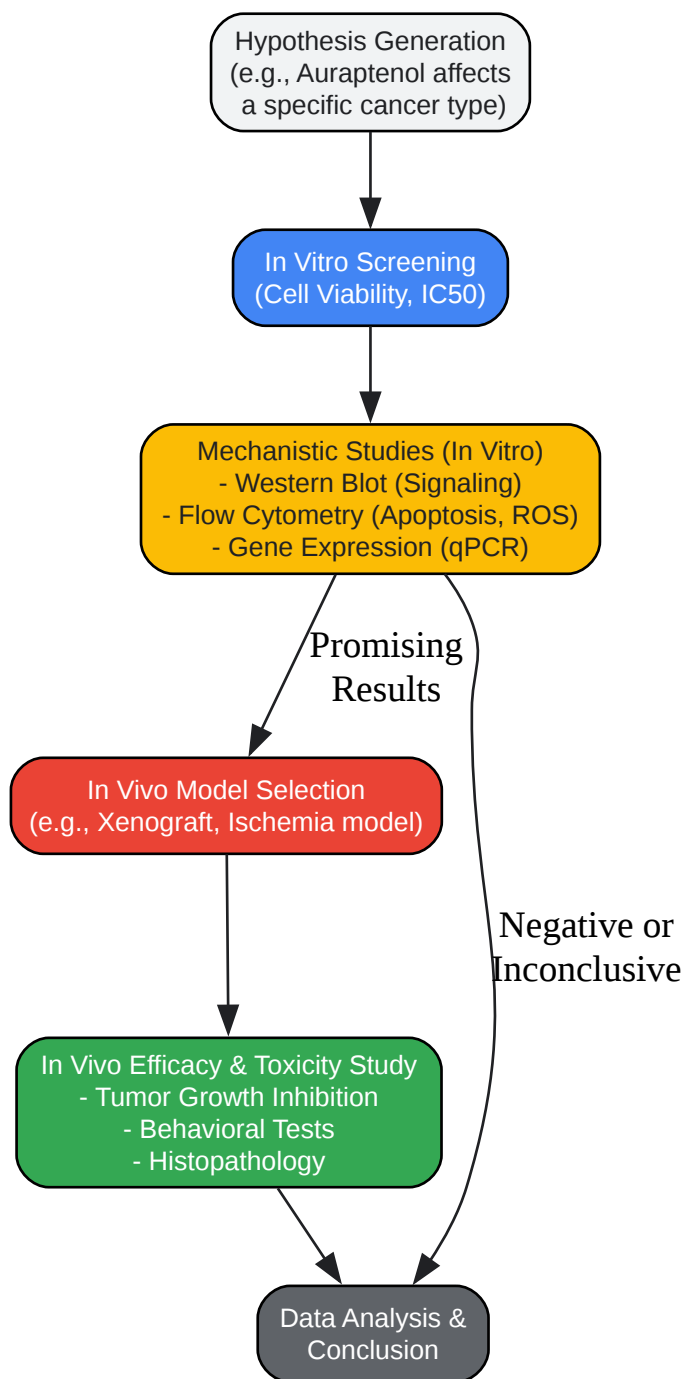 Hypothesis Generation
(e.g., Auraptenol affects
a specific cancer type)
In Vitro Screening
(Cell Viability, IC50)
Mechanistic Studies (In Vitro)
- Western Blot (Signaling)
- Flow Cytometry (Apoptosis, ROS)
- Gene Expression (qPCR)
Promising
Results
In Vivo Model Selection
(e.g., Xenograft, Ischemia model)
Negative or
Inconclusive
In Vivo Efficacy & Toxicity Study
- Tumor Growth Inhibition
- Behavioral Tests
- Histopathology
Data Analysis &
Conclusion